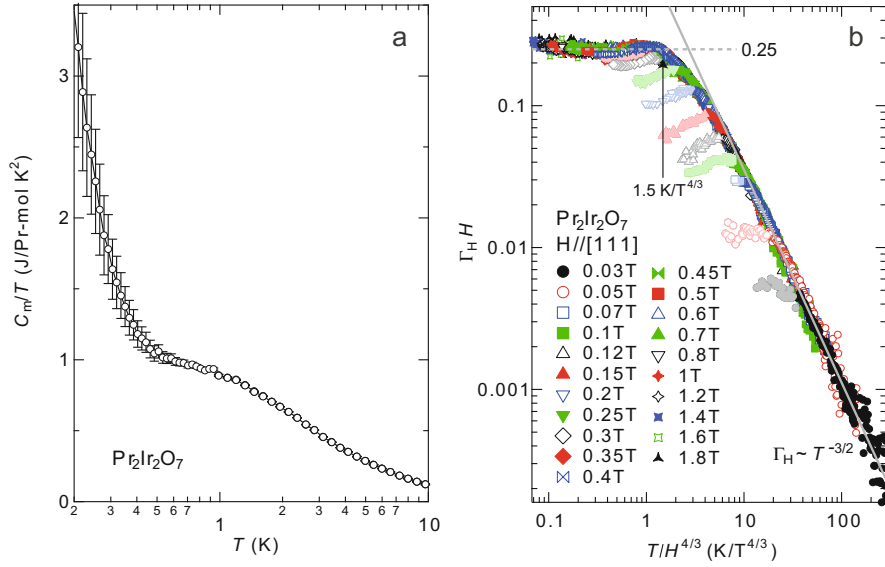 a
3
2
1
0
C_m/T (J/Pr-mol K²)
Pr₂Ir₂O₇
2 3 4 5 6 7 1 2 3 4 5 6 7 10
T (K)
b
0.25
0.1
0.01
0.001
Γ_H H
1.5 K/T^4/3
Pr₂Ir₂O₇
H//[111]
0.03T 0.45T
0.05T 0.5T
0.07T 0.6T
0.1T 0.7T
0.12T 0.8T
0.15T 1T
0.2T 1.2T
0.25T 1.4T
0.3T 1.6T
0.35T 1.8T
0.4T
Γ_H ~ T^−3/2
0.1 1 10 100
T/H^4/3 (K/T^4/3)